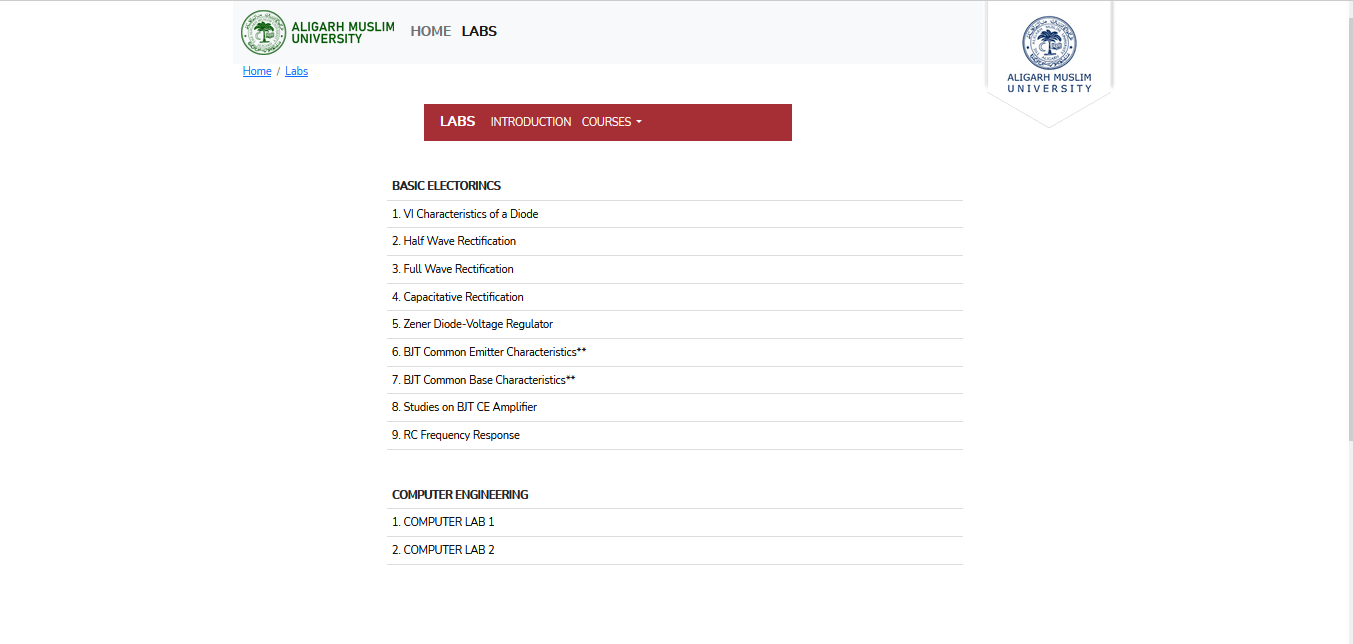 ALIGARH MUSLIM
UNIVERSITY
HOME LABS
ALIGARH MUSLIM
UNIVERSITY
Home / Labs
LABS INTRODUCTION COURSES
BASIC ELECTORINCS
1. VI Characteristics of a Diode
2. Half Wave Rectification
3. Full Wave Rectification
4. Capacitative Rectification
5. Zener Diode-Voltage Regulator
6. BJT Common Emitter Characteristics**
7. BJT Common Base Characteristics**
8. Studies on BJT CE Amplifier
9. RC Frequency Response
COMPUTER ENGINEERING
1. COMPUTER LAB 1
2. COMPUTER LAB 2